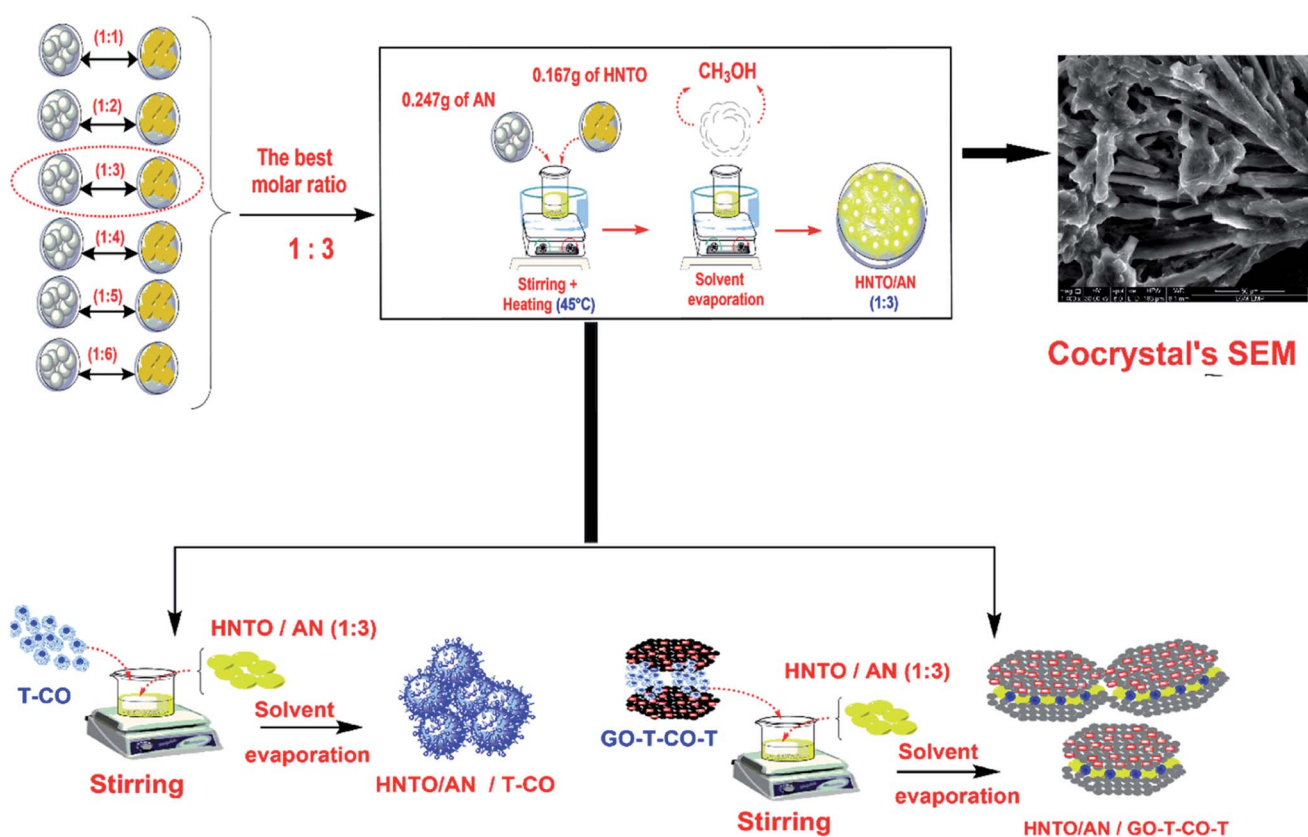 (1:1)
(1:2)
(1:3)
(1:4)
(1:5)
(1:6)
The best
molar ratio
1 : 3
0.247g of AN
0.167g of HNTO
CH₃OH
Stirring +
Heating (45°C)
Solvent
evaporation
HNTO/AN
(1:3)
Cocrystal's SEM
T-CO
HNTO / AN (1:3)
Stirring
Solvent
evaporation
HNTO/AN / T-CO
GO-T-CO-T
HNTO / AN (1:3)
Stirring
Solvent
evaporation
HNTO/AN / GO-T-CO-T